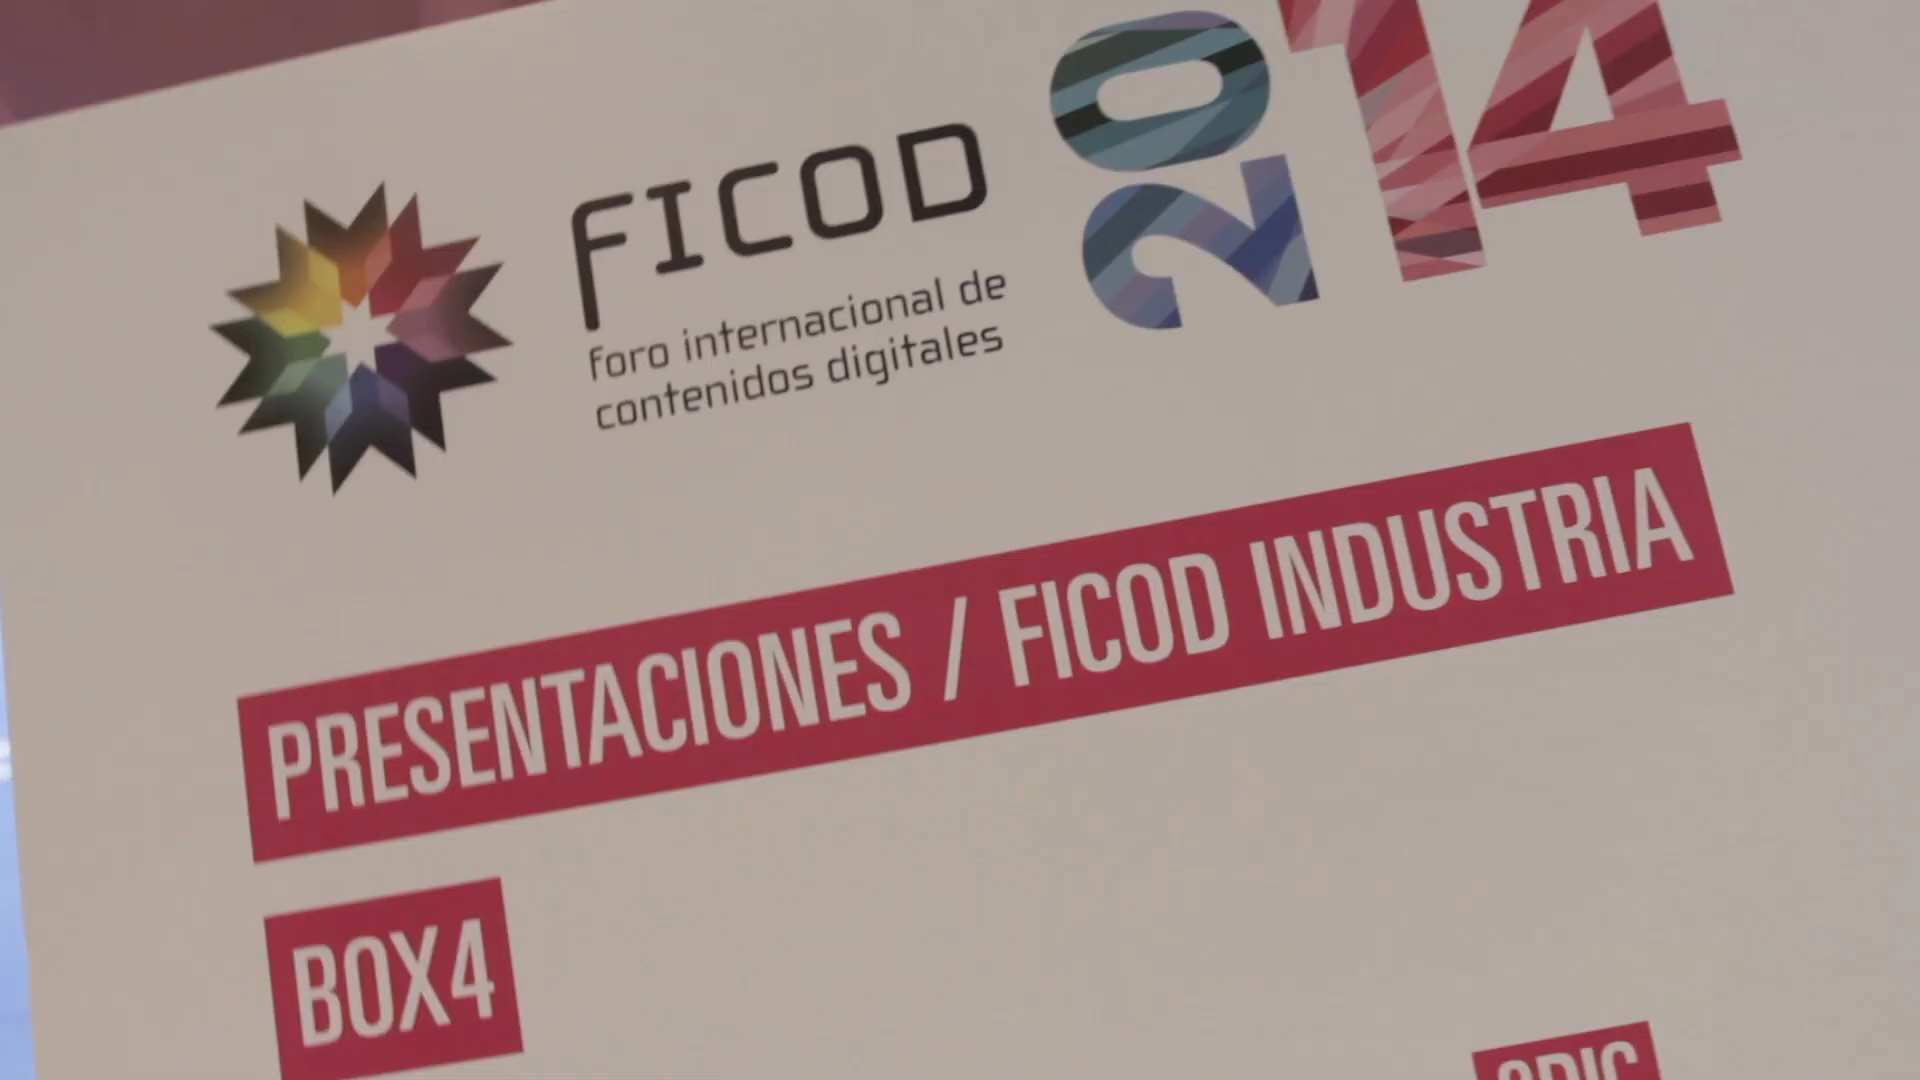 FICOD
foro internacional de
contenidos digitales
2014
PRESENTACIONES / FICOD INDUSTRIA
BOX4